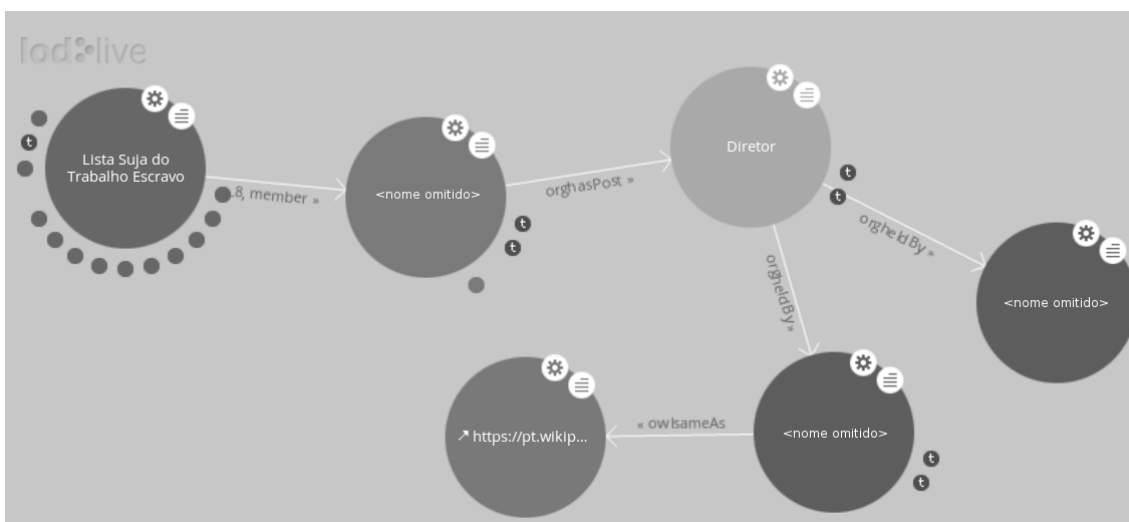 lod:live
Lista Suja do
Trabalho Escravo
.8, member »
<nome omitido>
orghasPost »
Diretor
orgheldBy »
<nome omitido>
orgheldBy »
<nome omitido>
« owlsameAs
↗ https://pt.wikip...
t
t
t
t
t
t
t